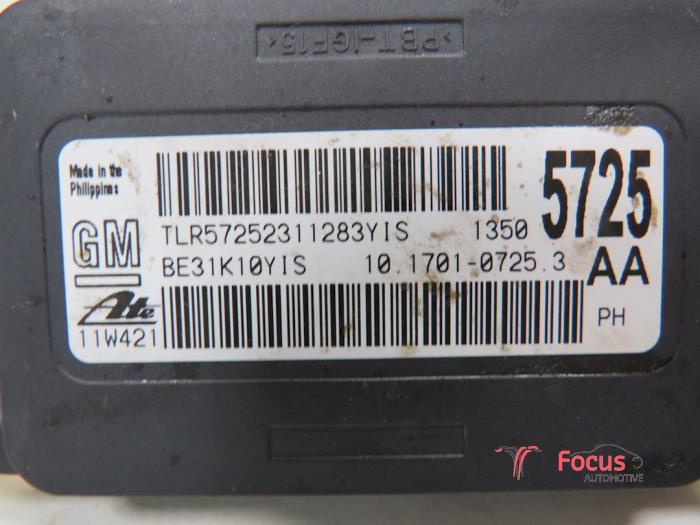 >PBT-IGF15<
Made in the
Philippines
5725
GM
TLR57252311283YIS 1350
BE31K10YIS 10.1701-0725.3 AA
Ate
11W421
PH
Focus
AUTOMOTIVE